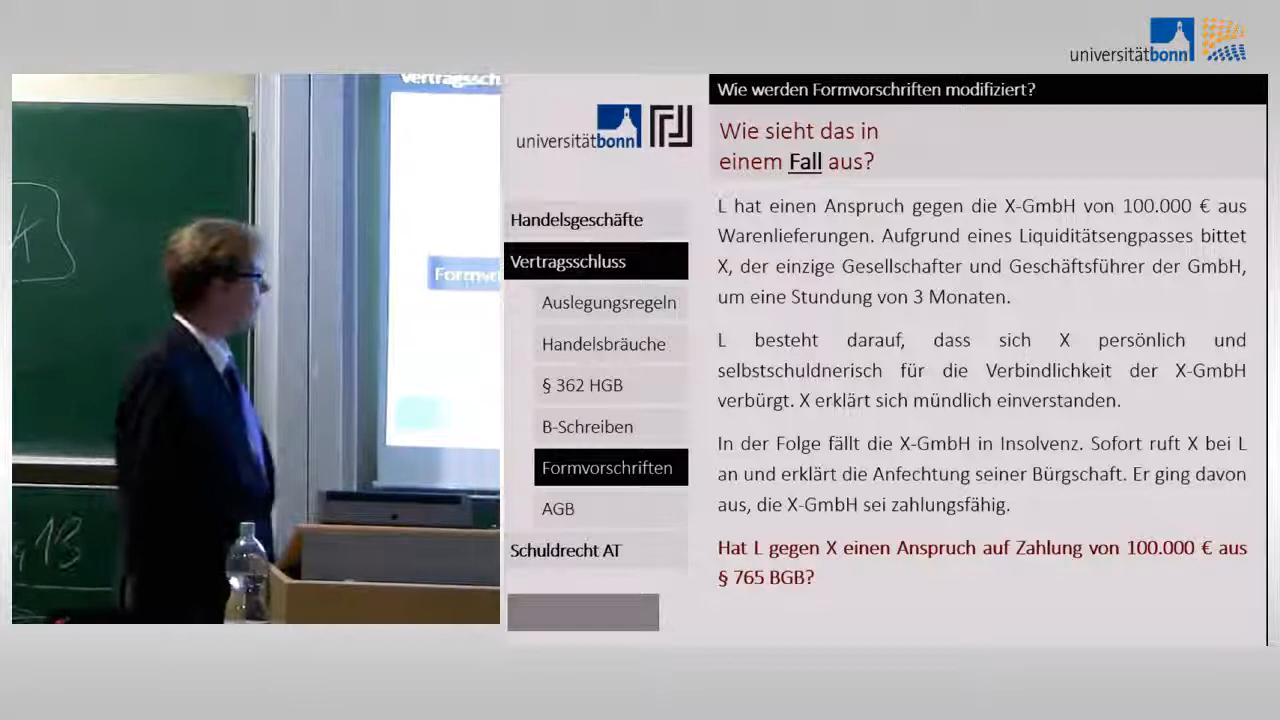 universitätbonn
Vertragssch
Formvo
universitätbonn
Handelsgeschäfte
Vertragsschluss
Auslegungsregeln
Handelsbräuche
§ 362 HGB
B-Schreiben
Formvorschriften
AGB
Schuldrecht AT
Wie werden Formvorschriften modifiziert?
Wie sieht das in
einem Fall aus?
L hat einen Anspruch gegen die X-GmbH von 100.000 € aus
Warenlieferungen. Aufgrund eines Liquiditätsengpasses bittet
X, der einzige Gesellschafter und Geschäftsführer der GmbH,
um eine Stundung von 3 Monaten.
L besteht darauf, dass sich X persönlich und
selbstschuldnerisch für die Verbindlichkeit der X-GmbH
verbürgt. X erklärt sich mündlich einverstanden.
In der Folge fällt die X-GmbH in Insolvenz. Sofort ruft X bei L
an und erklärt die Anfechtung seiner Bürgschaft. Er ging davon
aus, die X-GmbH sei zahlungsfähig.
Hat L gegen X einen Anspruch auf Zahlung von 100.000 € aus
§ 765 BGB?